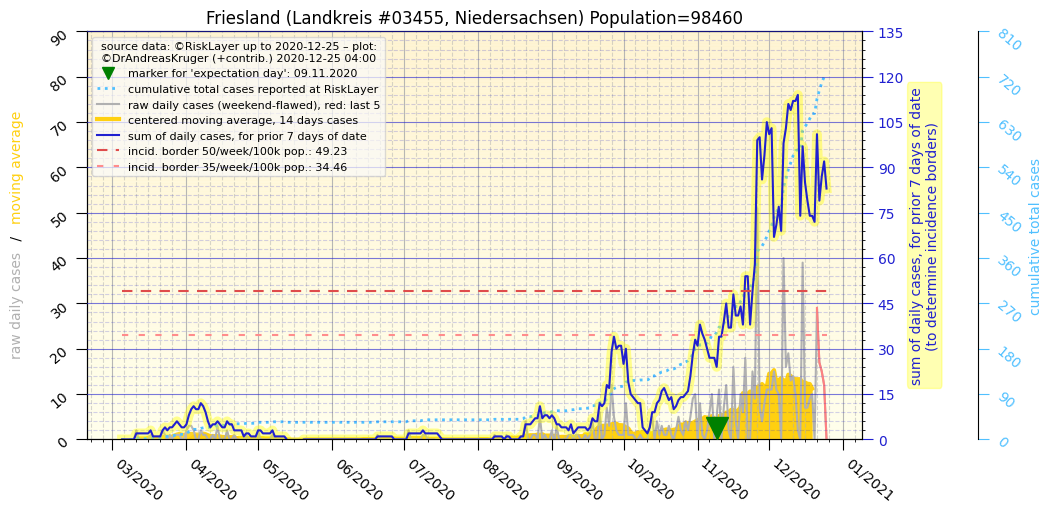 Friesland (Landkreis #03455, Niedersachsen) Population=98460
source data: ©RiskLayer up to 2020-12-25 – plot:
©DrAndreasKruger (+contrib.) 2020-12-25 04:00
marker for 'expectation day': 09.11.2020
cumulative total cases reported at RiskLayer
raw daily cases (weekend-flawed), red: last 5
centered moving average, 14 days cases
sum of daily cases, for prior 7 days of date
incid. border 50/week/100k pop.: 49.23
incid. border 35/week/100k pop.: 34.46
raw daily cases / moving average
90
80
70
60
50
40
30
20
10
0
03/2020
04/2020
05/2020
06/2020
07/2020
08/2020
09/2020
10/2020
11/2020
12/2020
01/2021
135
120
105
90
75
60
45
30
15
0
sum of daily cases, for prior 7 days of date
(to determine incidence borders)
810
720
630
540
450
360
270
180
90
0
cumulative total cases